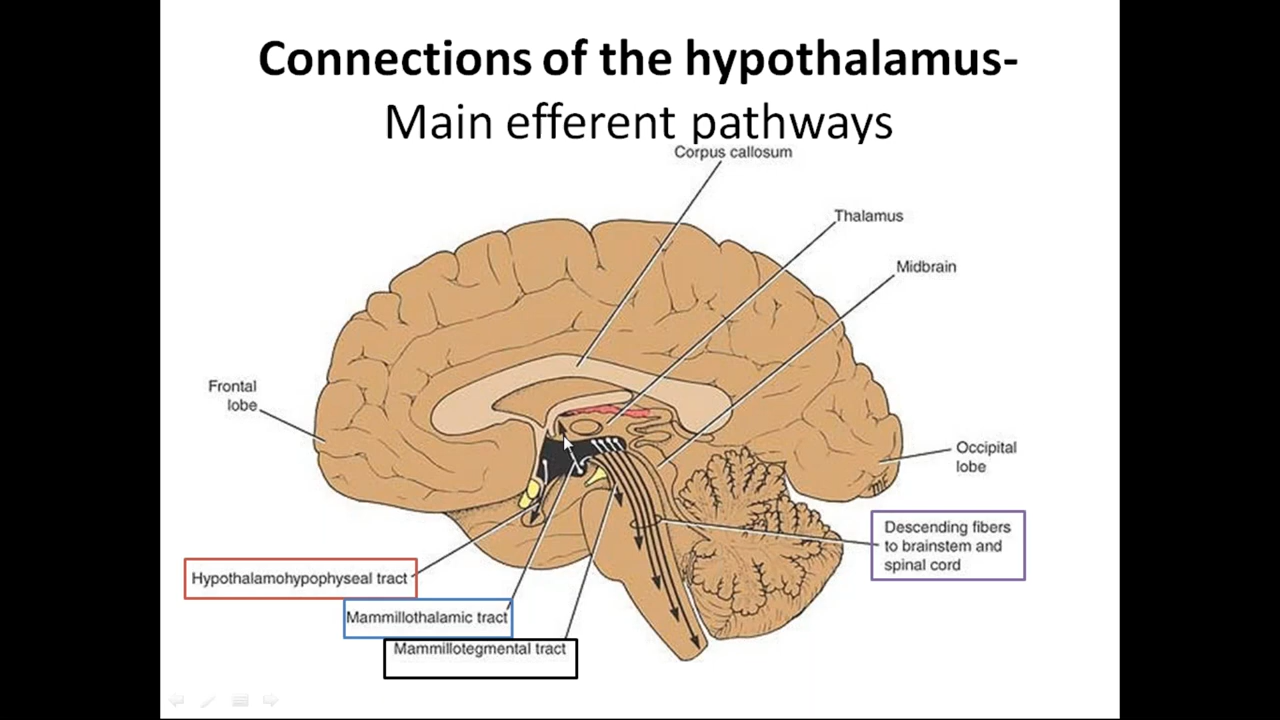 Connections of the hypothalamus-
Main efferent pathways
Corpus callosum
Thalamus
Midbrain
Frontal
lobe
Occipital
lobe
Descending fibers
to brainstem and
spinal cord
Hypothalamohypophyseal tract
Mammillothalamic tract
Mammillotegmental tract